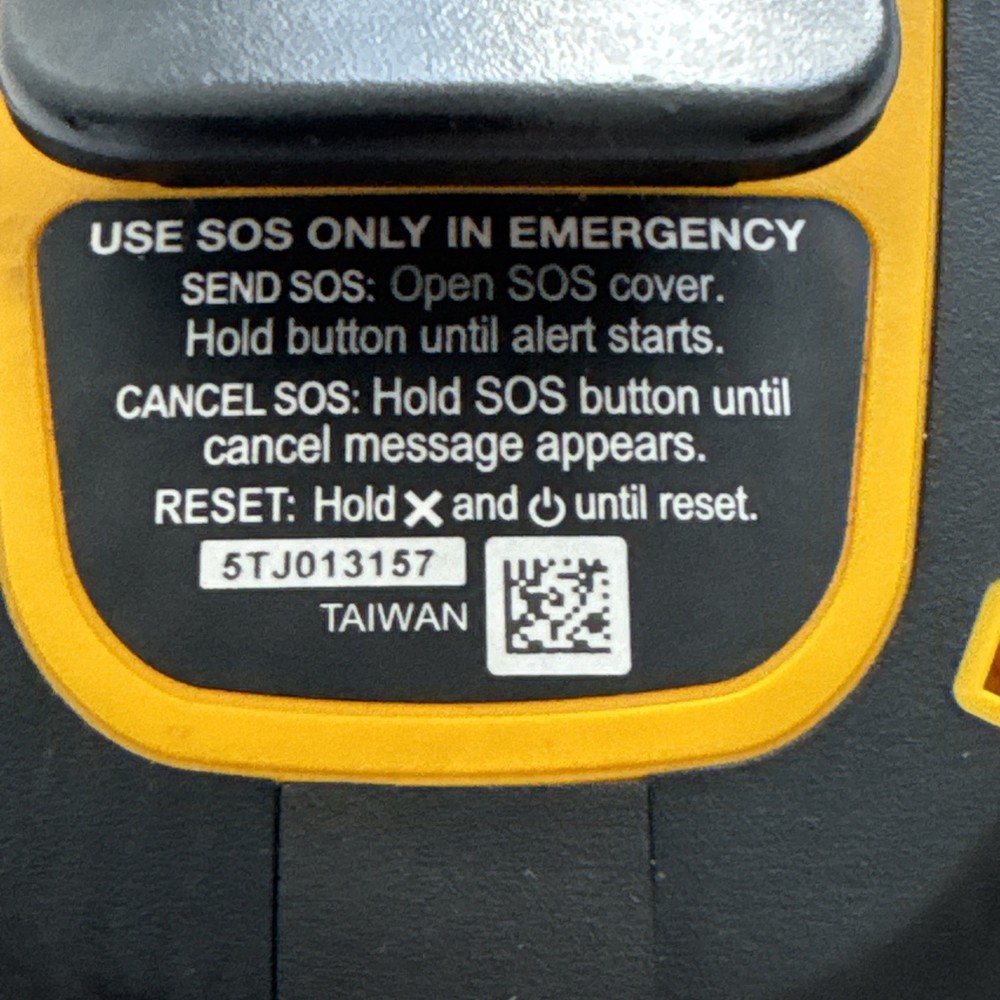 USE SOS ONLY IN EMERGENCY
SEND SOS: Open SOS cover.
Hold button until alert starts.
CANCEL SOS: Hold SOS button until
cancel message appears.
RESET: Hold ✕ and ⏻ until reset.
5TJ013157
TAIWAN